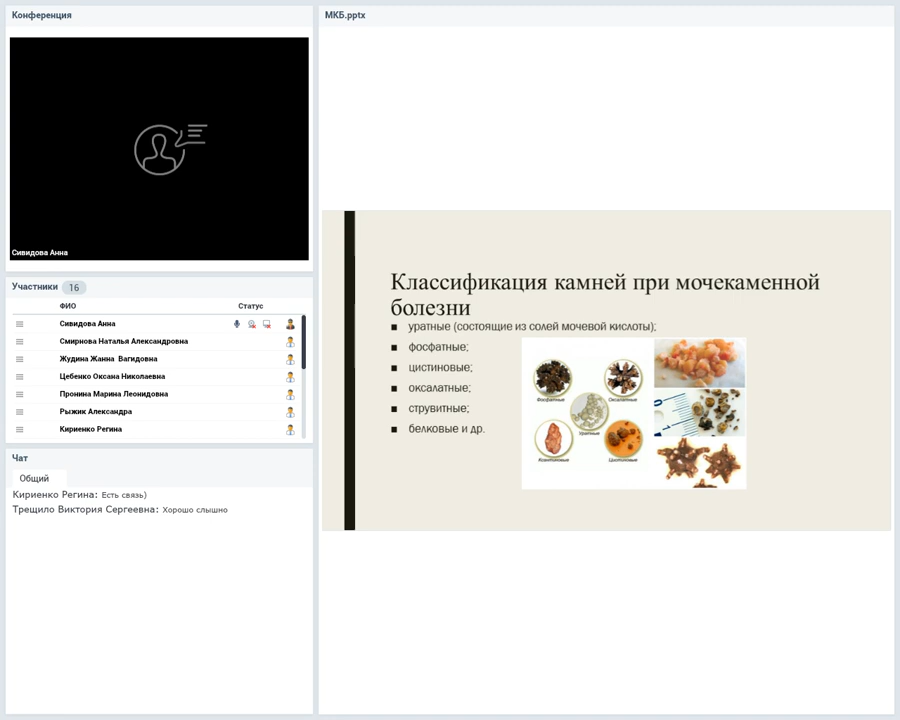 Конференция
Сивидова Анна
Участники 16
ФИО Статус
Сивидова Анна
Смирнова Наталья Александровна
Жудина Жанна Вагидовна
Цебенко Оксана Николаевна
Пронина Марина Леонидовна
Рыжик Александра
Кириенко Регина
Чат
Общий
Кириенко Регина: Есть связь)
Трещило Виктория Сергеевна: Хорошо слышно
МКБ.pptx
Классификация камней при мочекаменной
болезни
■ уратные (состоящие из солей мочевой кислоты);
■ фосфатные;
■ цистиновые;
■ оксалатные;
■ струвитные;
■ белковые и др.
Фосфатные
Оксалатные
Уратные
Цистиновые